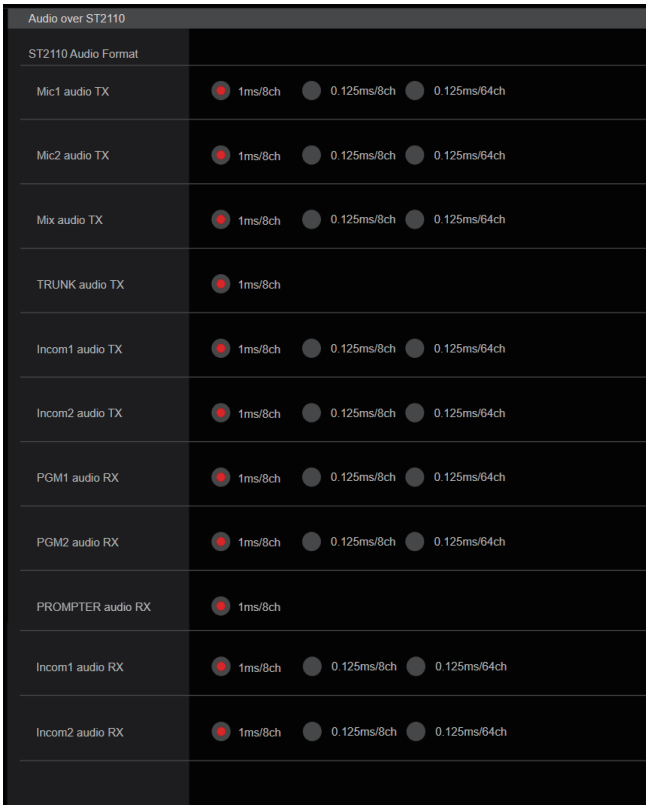 Audio over ST2110
ST2110 Audio Format
Mic1 audio TX 1ms/8ch 0.125ms/8ch 0.125ms/64ch
Mic2 audio TX 1ms/8ch 0.125ms/8ch 0.125ms/64ch
Mix audio TX 1ms/8ch 0.125ms/8ch 0.125ms/64ch
TRUNK audio TX 1ms/8ch
Incom1 audio TX 1ms/8ch 0.125ms/8ch 0.125ms/64ch
Incom2 audio TX 1ms/8ch 0.125ms/8ch 0.125ms/64ch
PGM1 audio RX 1ms/8ch 0.125ms/8ch 0.125ms/64ch
PGM2 audio RX 1ms/8ch 0.125ms/8ch 0.125ms/64ch
PROMPTER audio RX 1ms/8ch
Incom1 audio RX 1ms/8ch 0.125ms/8ch 0.125ms/64ch
Incom2 audio RX 1ms/8ch 0.125ms/8ch 0.125ms/64ch